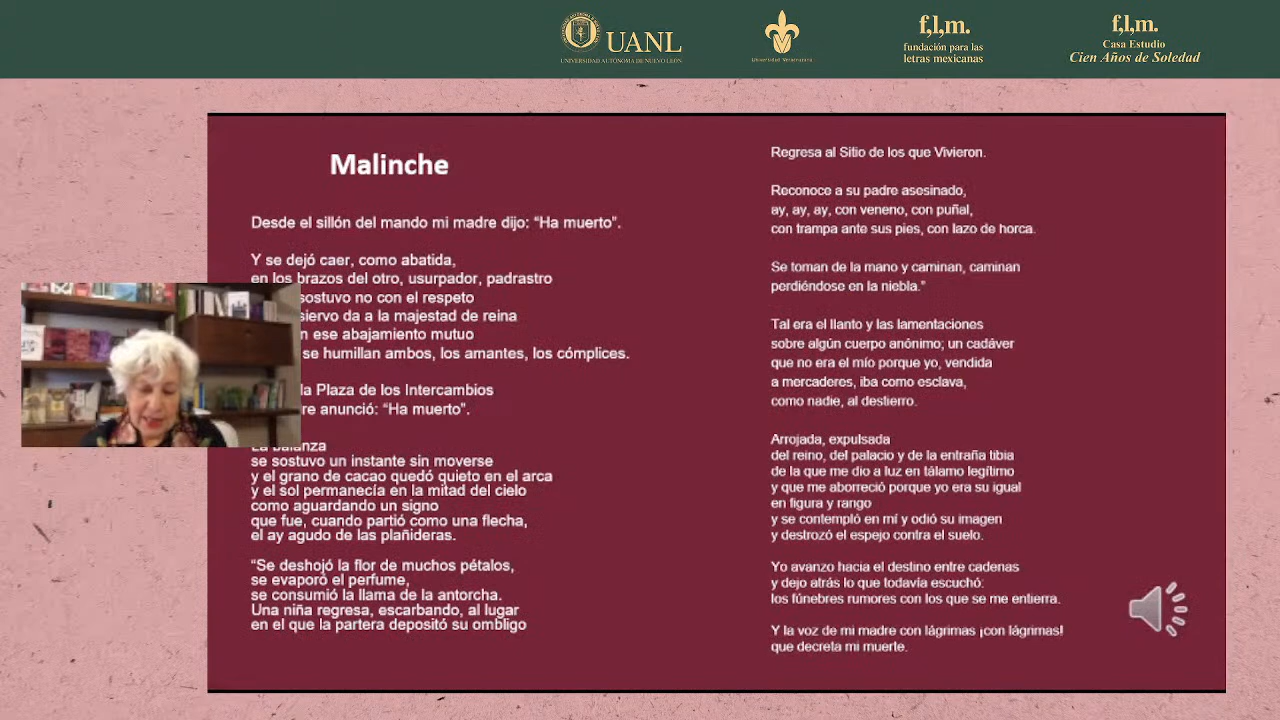 UANL
UNIVERSIDAD AUTÓNOMA DE NUEVO LEÓN
Universidad Veracruzana
f,l,m.
fundación para las
letras mexicanas
f,l,m.
Casa Estudio
Cien Años de Soledad
Malinche
Desde el sillón del mando mi madre dijo: “Ha muerto”.
Y se dejó caer, como abatida,
en los brazos del otro, usurpador, padrastro
sostuvo no con el respeto
siervo da a la majestad de reina
n ese abajamiento mutuo
se humillan ambos, los amantes, los cómplices.
la Plaza de los Intercambios
re anunció: “Ha muerto”.
La balanza
se sostuvo un instante sin moverse
y el grano de cacao quedó quieto en el arca
y el sol permanecía en la mitad del cielo
como aguardando un signo
que fue, cuando partió como una flecha,
el ay agudo de las plañideras.
“Se deshojó la flor de muchos pétalos,
se evaporó el perfume,
se consumió la llama de la antorcha.
Una niña regresa, escarbando, al lugar
en el que la partera depositó su ombligo
Regresa al Sitio de los que Vivieron.
Reconoce a su padre asesinado,
ay, ay, ay, con veneno, con puñal,
con trampa ante sus pies, con lazo de horca.
Se toman de la mano y caminan, caminan
perdiéndose en la niebla.”
Tal era el llanto y las lamentaciones
sobre algún cuerpo anónimo; un cadáver
que no era el mío porque yo, vendida
a mercaderes, iba como esclava,
como nadie, al destierro.
Arrojada, expulsada
del reino, del palacio y de la entraña tibia
de la que me dio a luz en tálamo legítimo
y que me aborreció porque yo era su igual
en figura y rango
y se contempló en mí y odió su imagen
y destrozó el espejo contra el suelo.
Yo avanzo hacia el destino entre cadenas
y dejo atrás lo que todavía escuchó:
los fúnebres rumores con los que se me entierra.
Y la voz de mi madre con lágrimas ¡con lágrimas!
que decreta mi muerte.